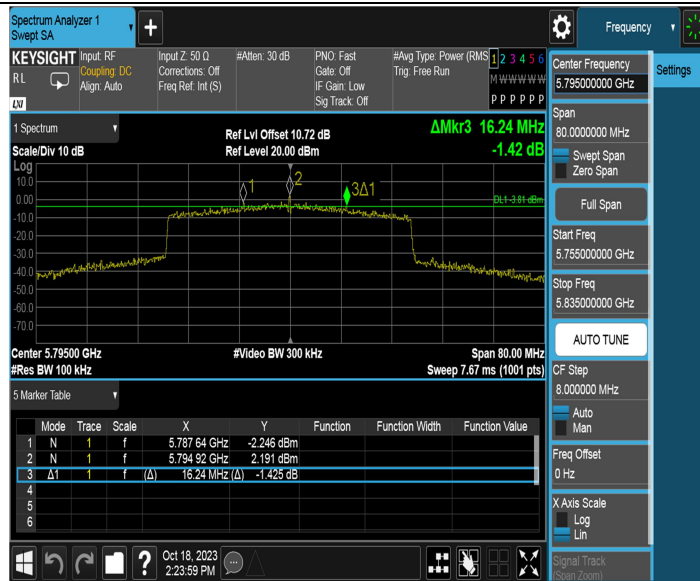 Spectrum Analyzer 1
Swept SA
+
Frequency
KEYSIGHT
RL
LXI
Input: RF
Coupling: DC
Align: Auto
Input Z: 50 Ω
Corrections: Off
Freq Ref: Int (S)
#Atten: 30 dB
PNO: Fast
Gate: Off
IF Gain: Low
Sig Track: Off
#Avg Type: Power (RMS
Trig: Free Run
1 2 3 4 5 6
M W W W W W
P P P P P P
1 Spectrum
Scale/Div 10 dB
Ref Lvl Offset 10.72 dB
Ref Level 20.00 dBm
ΔMkr3 16.24 MHz
-1.42 dB
Log
10.0
0.00
-10.0
-20.0
-30.0
-40.0
-50.0
-60.0
-70.0
1
2
3Δ1
DL1 -3.81 dBm
Center 5.79500 GHz
#Video BW 300 kHz
Span 80.00 MHz
#Res BW 100 kHz
Sweep 7.67 ms (1001 pts)
5 Marker Table
Mode Trace Scale X Y Function Function Width Function Value
1 N 1 f 5.787 64 GHz -2.246 dBm
2 N 1 f 5.794 92 GHz 2.191 dBm
3 Δ1 1 f (Δ) 16.24 MHz (Δ) -1.425 dB
4
5
6
?
Oct 18, 2023
2:23:59 PM
Center Frequency
5.795000000 GHz
Settings
Span
80.0000000 MHz
Swept Span
Zero Span
Full Span
Start Freq
5.755000000 GHz
Stop Freq
5.835000000 GHz
AUTO TUNE
CF Step
8.000000 MHz
Auto
Man
Freq Offset
0 Hz
X Axis Scale
Log
Lin
Signal Track
(Span Zoom)